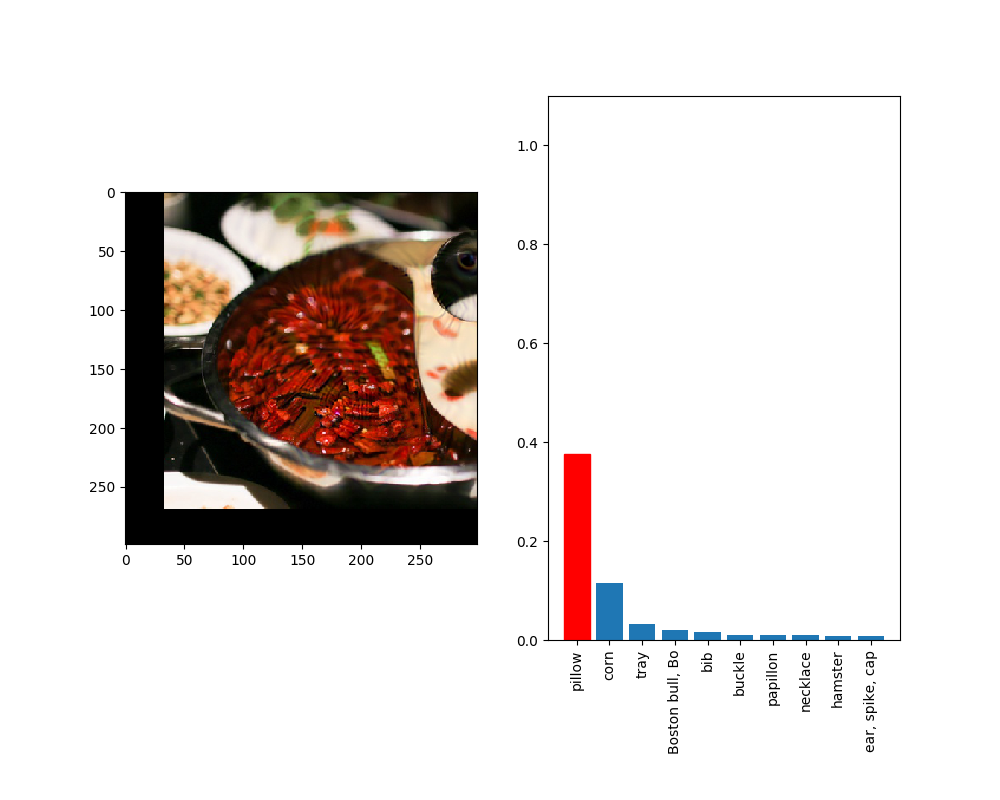 0
50
100
150
200
250
0
50
100
150
200
250
1.0
0.8
0.6
0.4
0.2
0.0
pillow
corn
tray
Boston bull, Bo
bib
buckle
papillon
necklace
hamster
ear, spike, cap